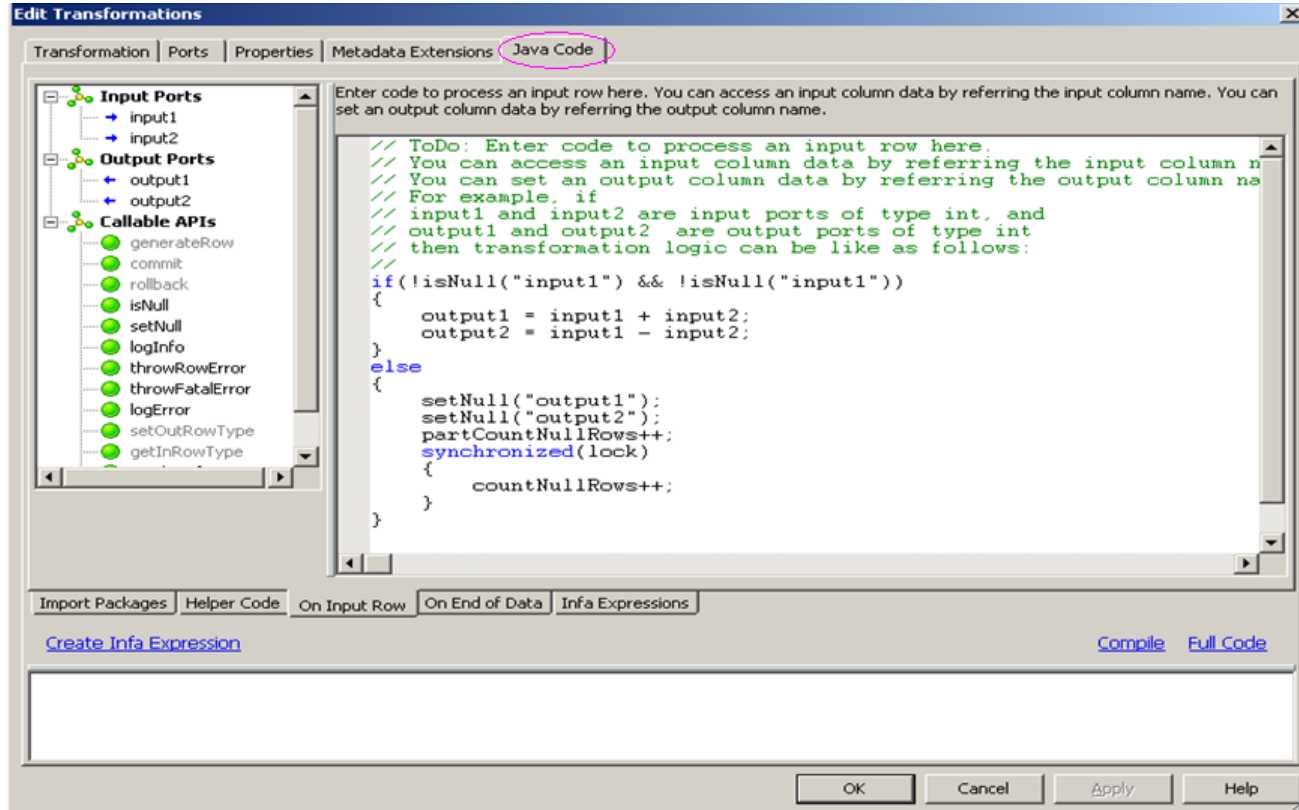 Edit Transformations
Transformation Ports Properties Metadata Extensions Java Code
Input Ports
input1
input2
Output Ports
output1
output2
Callable APIs
generateRow
commit
rollback
isNull
setNull
logInfo
throwRowError
throwFatalError
logError
setOutRowType
getInRowType
Enter code to process an input row here. You can access an input column data by referring the input column name. You can
set an output column data by referring the output column name.
// ToDo: Enter code to process an input row here.
// You can access an input column data by referring the input column n
// You can set an output column data by referring the output column na
// For example, if
// input1 and input2 are input ports of type int, and
// output1 and output2  are output ports of type int
// then transformation logic can be like as follows:
//
if(!isNull("input1") && !isNull("input1"))
{
output1 = input1 + input2;
output2 = input1 - input2;
}
else
{
setNull("output1");
setNull("output2");
partCountNullRows++;
synchronized(lock)
{
countNullRows++;
}
}
Import Packages Helper Code On Input Row On End of Data Infa Expressions
Create Infa Expression Compile Full Code
OK Cancel Apply Help